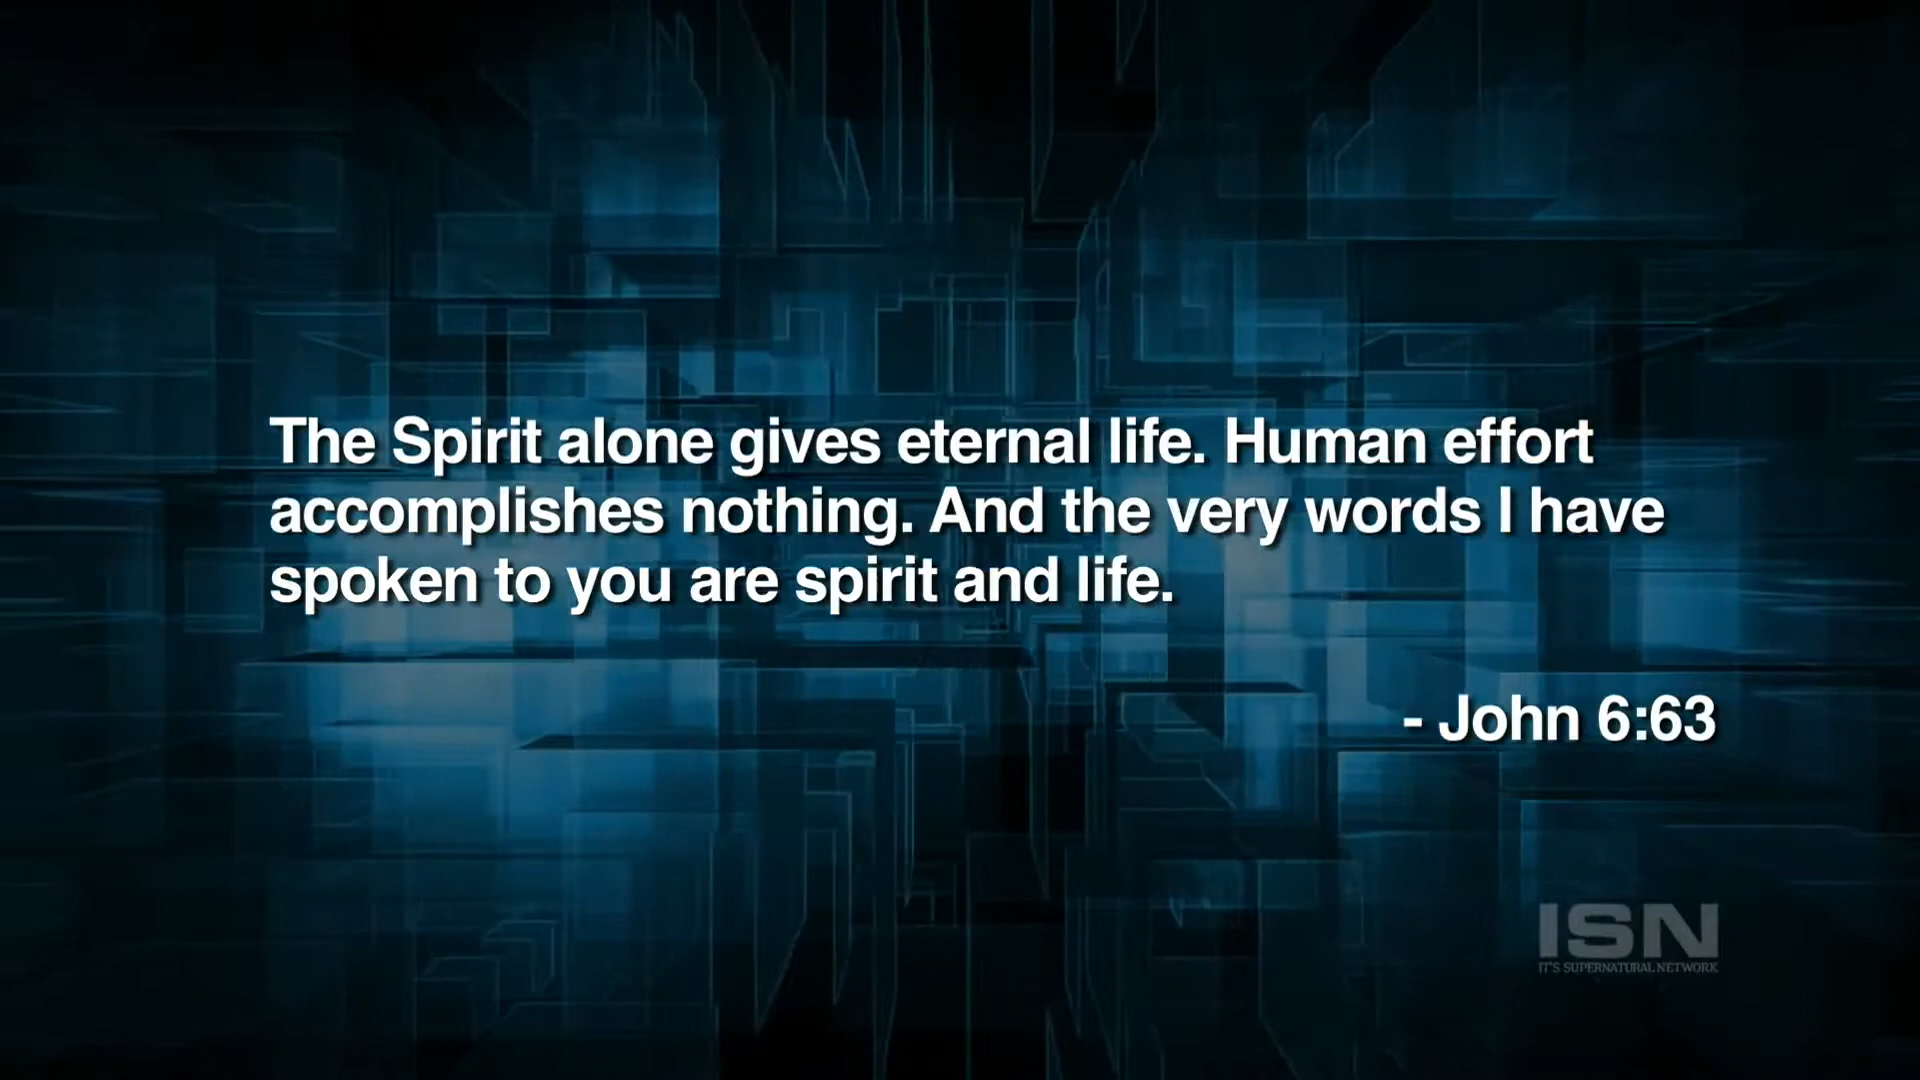 The Spirit alone gives eternal life. Human effort
accomplishes nothing. And the very words I have
spoken to you are spirit and life.
- John 6:63
ISN
IT'S SUPERNATURAL NETWORK